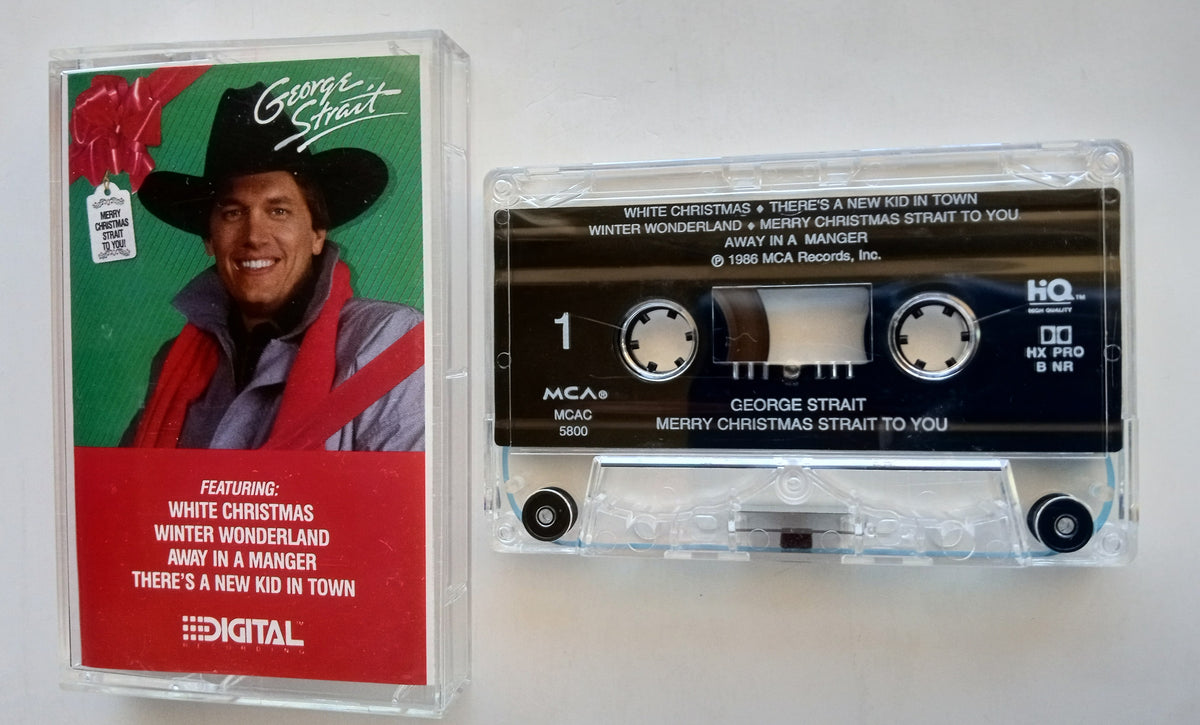 George
Strait
MERRY
CHRISTMAS
STRAIT
TO YOU!
FEATURING:
WHITE CHRISTMAS
WINTER WONDERLAND
AWAY IN A MANGER
THERE'S A NEW KID IN TOWN
DIGITAL™
RECORDING
WHITE CHRISTMAS ♦ THERE'S A NEW KID IN TOWN
WINTER WONDERLAND ♦ MERRY CHRISTMAS STRAIT TO YOU
AWAY IN A MANGER
℗ 1986 MCA Records, Inc.
1
HiQ™
HIGH QUALITY
HX PRO
B NR
MCA®
MCAC
5800
GEORGE STRAIT
MERRY CHRISTMAS STRAIT TO YOU